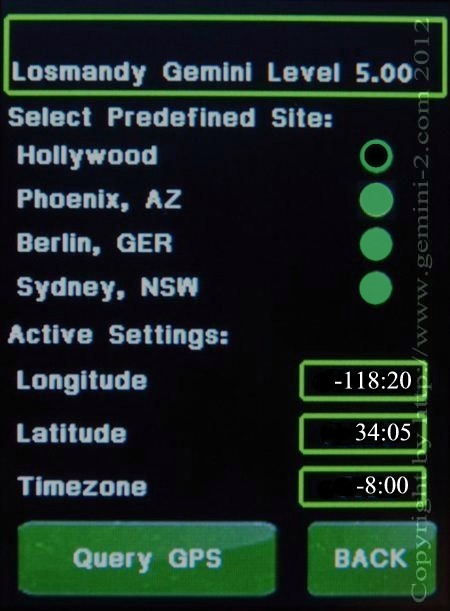 Losmandy Gemini Level 5.00
Select Predefined Site:
Hollywood
Phoenix, AZ
Berlin, GER
Sydney, NSW
Active Settings:
Longitude -118:20
Latitude 34:05
Timezone -8:00
Query GPS BACK
Copyright by http://www.gemini-2.com 2012